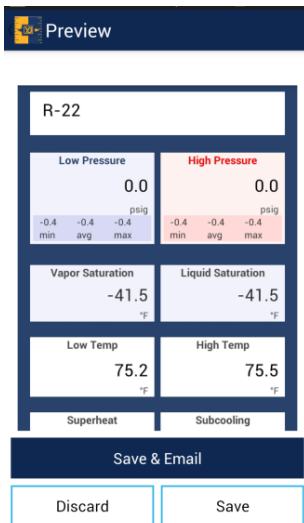 Preview
R-22
Low Pressure High Pressure
0.0 0.0
psig psig
-0.4 -0.4 -0.4 -0.4 -0.4 -0.4
min avg max min avg max
Vapor Saturation Liquid Saturation
-41.5 -41.5
°F °F
Low Temp High Temp
75.2 75.5
°F °F
Superheat Subcooling
Save & Email
Discard Save